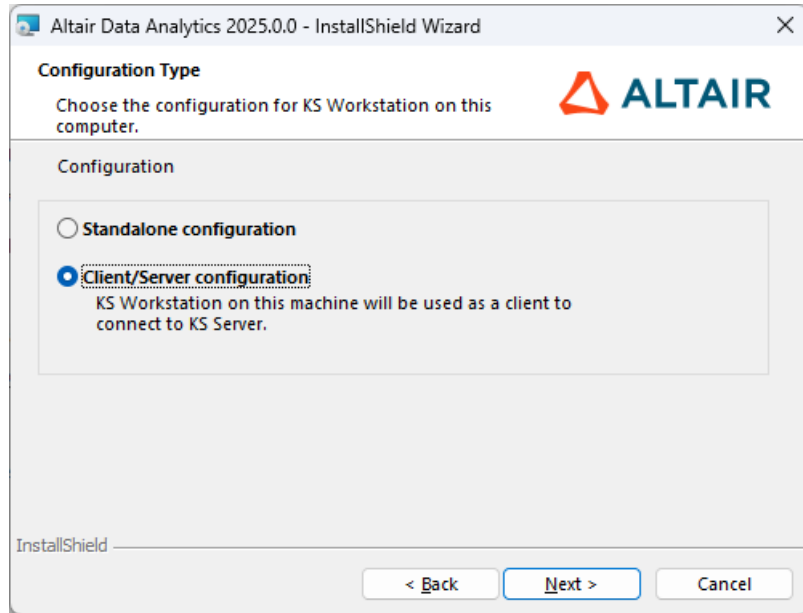 Altair Data Analytics 2025.0.0 - InstallShield Wizard
Configuration Type
Choose the configuration for KS Workstation on this
computer.
ALTAIR
Configuration
Standalone configuration
Client/Server configuration
KS Workstation on this machine will be used as a client to
connect to KS Server.
InstallShield
< Back
Next >
Cancel